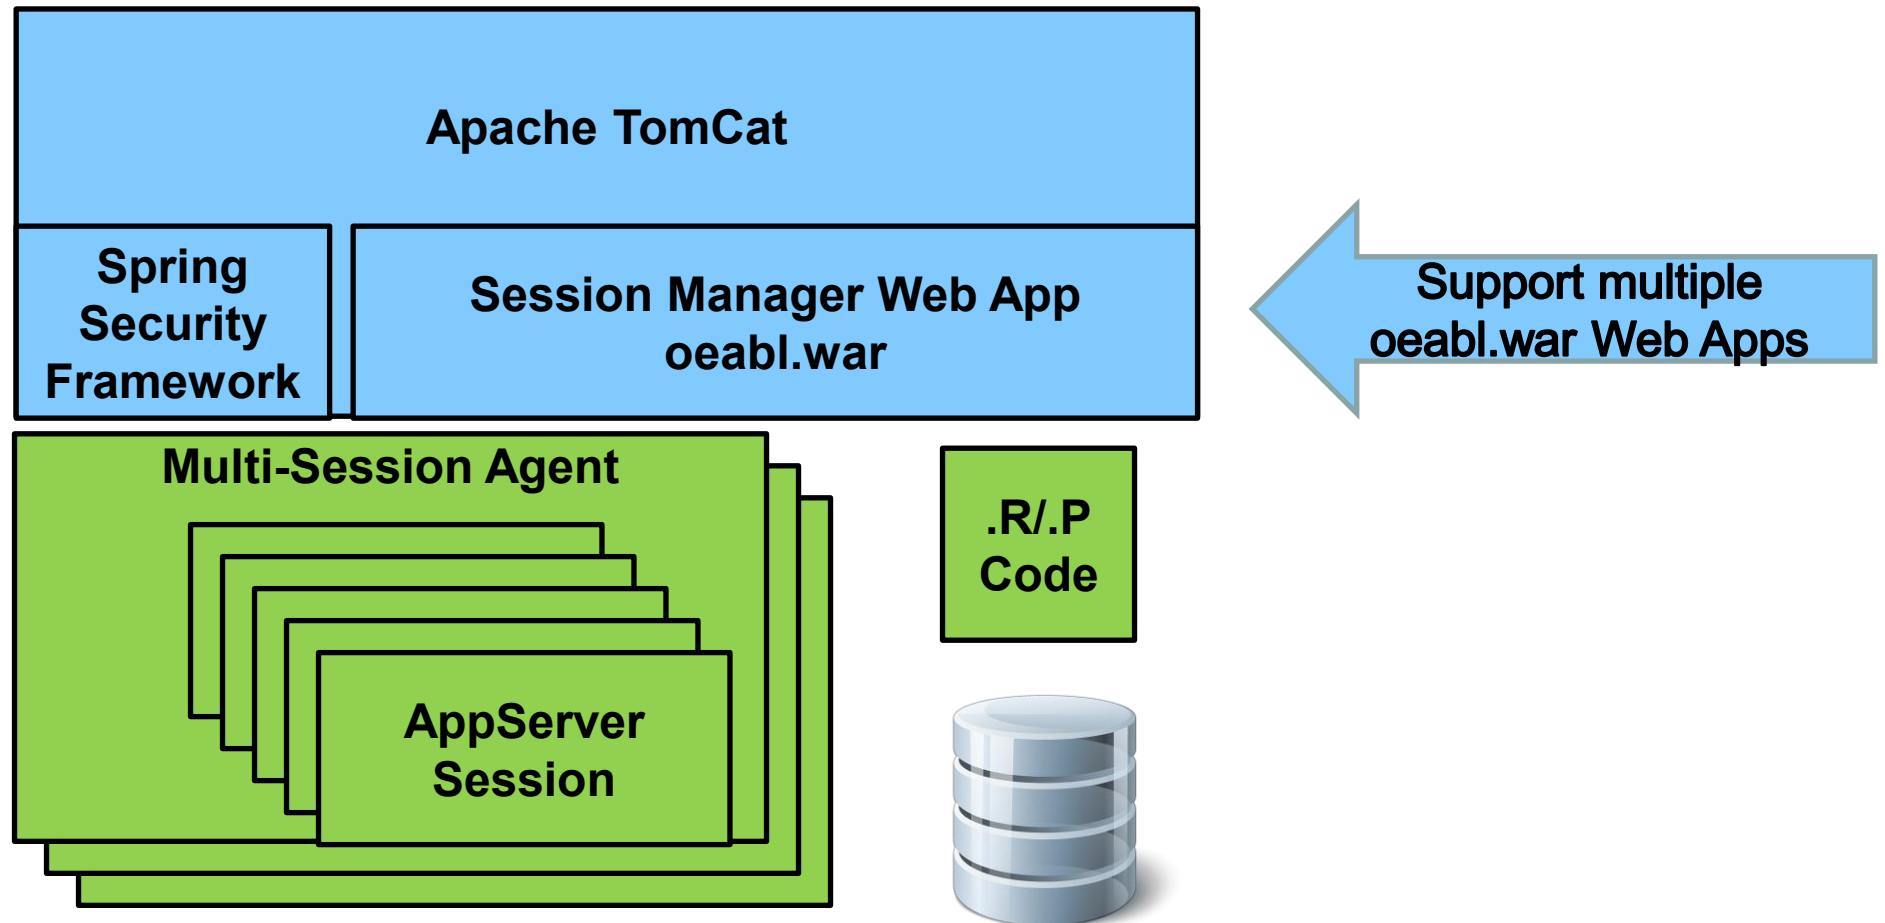 Apache TomCat
Spring
Security
Framework
Session Manager Web App
oeabl.war
Support multiple
oeabl.war Web Apps
Multi-Session Agent
AppServer
Session
.R/.P
Code